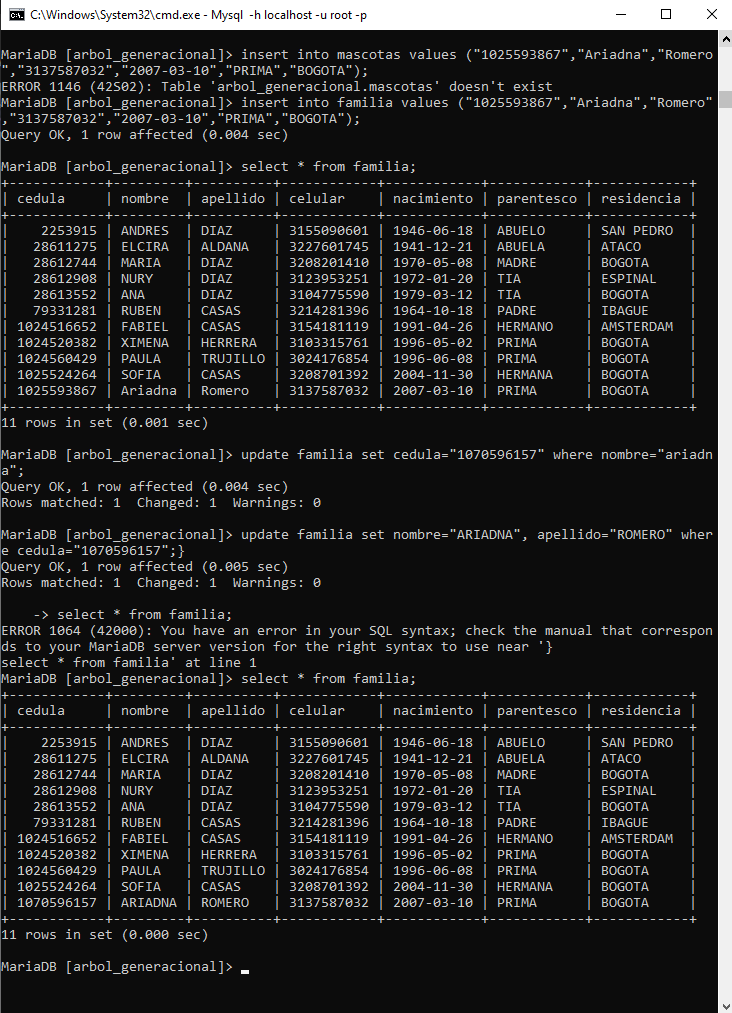 C:\Windows\System32\cmd.exe - Mysql  -h localhost -u root -p
MariaDB [arbol_generacional]> insert into mascotas values ("1025593867","Ariadna","Romero
","3137587032","2007-03-10","PRIMA","BOGOTA");
ERROR 1146 (42S02): Table 'arbol_generacional.mascotas' doesn't exist
MariaDB [arbol_generacional]> insert into familia values ("1025593867","Ariadna","Romero"
,"3137587032","2007-03-10","PRIMA","BOGOTA");
Query OK, 1 row affected (0.004 sec)
MariaDB [arbol_generacional]> select * from familia;
+------------+---------+----------+------------+------------+------------+------------+
| cedula     | nombre  | apellido | celular    | nacimiento | parentesco | residencia |
+------------+---------+----------+------------+------------+------------+------------+
|    2253915 | ANDRES  | DIAZ     | 3155090601 | 1946-06-18 | ABUELO     | SAN PEDRO  |
|   28611275 | ELCIRA  | ALDANA   | 3227601745 | 1941-12-21 | ABUELA     | ATACO      |
|   28612744 | MARIA   | DIAZ     | 3208201410 | 1970-05-08 | MADRE      | BOGOTA     |
|   28612908 | NURY    | DIAZ     | 3123953251 | 1972-01-20 | TIA        | ESPINAL    |
|   28613552 | ANA     | DIAZ     | 3104775590 | 1979-03-12 | TIA        | BOGOTA     |
|   79331281 | RUBEN   | CASAS    | 3214281396 | 1964-10-18 | PADRE      | IBAGUE     |
| 1024516652 | FABIEL  | CASAS    | 3154181119 | 1991-04-26 | HERMANO    | AMSTERDAM  |
| 1024520382 | XIMENA  | HERRERA  | 3103315761 | 1996-05-02 | PRIMA      | BOGOTA     |
| 1024560429 | PAULA   | TRUJILLO | 3024176854 | 1996-06-08 | PRIMA      | BOGOTA     |
| 1025524264 | SOFIA   | CASAS    | 3208701392 | 2004-11-30 | HERMANA    | BOGOTA     |
| 1025593867 | Ariadna | Romero   | 3137587032 | 2007-03-10 | PRIMA      | BOGOTA     |
+------------+---------+----------+------------+------------+------------+------------+
11 rows in set (0.001 sec)
MariaDB [arbol_generacional]> update familia set cedula="1070596157" where nombre="ariadn
a";
Query OK, 1 row affected (0.004 sec)
Rows matched: 1  Changed: 1  Warnings: 0
MariaDB [arbol_generacional]> update familia set nombre="ARIADNA", apellido="ROMERO" wher
e cedula="1070596157";}
Query OK, 1 row affected (0.005 sec)
Rows matched: 1  Changed: 1  Warnings: 0
    -> select * from familia;
ERROR 1064 (42000): You have an error in your SQL syntax; check the manual that correspon
ds to your MariaDB server version for the right syntax to use near '}
select * from familia' at line 1
MariaDB [arbol_generacional]> select * from familia;
+------------+---------+----------+------------+------------+------------+------------+
| cedula     | nombre  | apellido | celular    | nacimiento | parentesco | residencia |
+------------+---------+----------+------------+------------+------------+------------+
|    2253915 | ANDRES  | DIAZ     | 3155090601 | 1946-06-18 | ABUELO     | SAN PEDRO  |
|   28611275 | ELCIRA  | ALDANA   | 3227601745 | 1941-12-21 | ABUELA     | ATACO      |
|   28612744 | MARIA   | DIAZ     | 3208201410 | 1970-05-08 | MADRE      | BOGOTA     |
|   28612908 | NURY    | DIAZ     | 3123953251 | 1972-01-20 | TIA        | ESPINAL    |
|   28613552 | ANA     | DIAZ     | 3104775590 | 1979-03-12 | TIA        | BOGOTA     |
|   79331281 | RUBEN   | CASAS    | 3214281396 | 1964-10-18 | PADRE      | IBAGUE     |
| 1024516652 | FABIEL  | CASAS    | 3154181119 | 1991-04-26 | HERMANO    | AMSTERDAM  |
| 1024520382 | XIMENA  | HERRERA  | 3103315761 | 1996-05-02 | PRIMA      | BOGOTA     |
| 1024560429 | PAULA   | TRUJILLO | 3024176854 | 1996-06-08 | PRIMA      | BOGOTA     |
| 1025524264 | SOFIA   | CASAS    | 3208701392 | 2004-11-30 | HERMANA    | BOGOTA     |
| 1070596157 | ARIADNA | ROMERO   | 3137587032 | 2007-03-10 | PRIMA      | BOGOTA     |
+------------+---------+----------+------------+------------+------------+------------+
11 rows in set (0.000 sec)
MariaDB [arbol_generacional]>